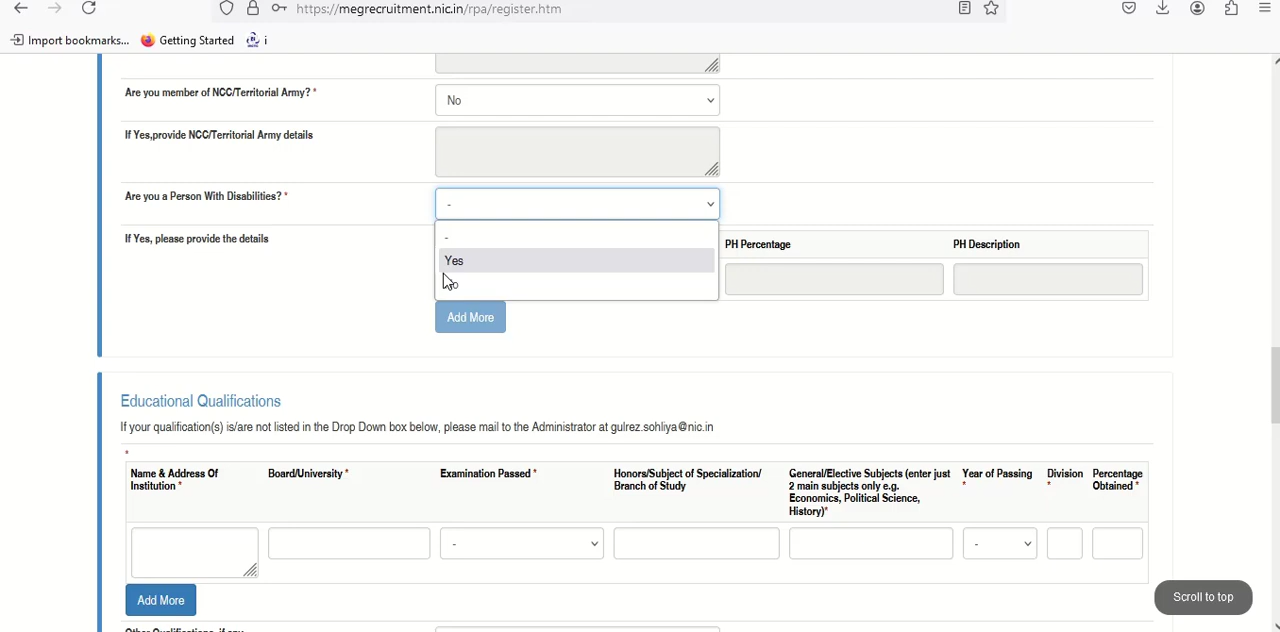 https://megrecruitment.nic.in/rpa/register.htm
Import bookmarks... Getting Started i
Are you member of NCC/Territorial Army? *
No
If Yes,provide NCC/Territorial Army details
Are you a Person With Disabilities? *
-
-
Yes
If Yes, please provide the details
PH Percentage PH Description
Add More
Educational Qualifications
If your qualification(s) is/are not listed in the Drop Down box below, please mail to the Administrator at gulrez.sohliya@nic.in
*
Name & Address Of Institution * Board/University * Examination Passed * Honors/Subject of Specialization/ Branch of Study General/Elective Subjects (enter just 2 main subjects only e.g. Economics, Political Science, History)* Year of Passing * Division * Percentage Obtained *
- -
Add More
Scroll to top